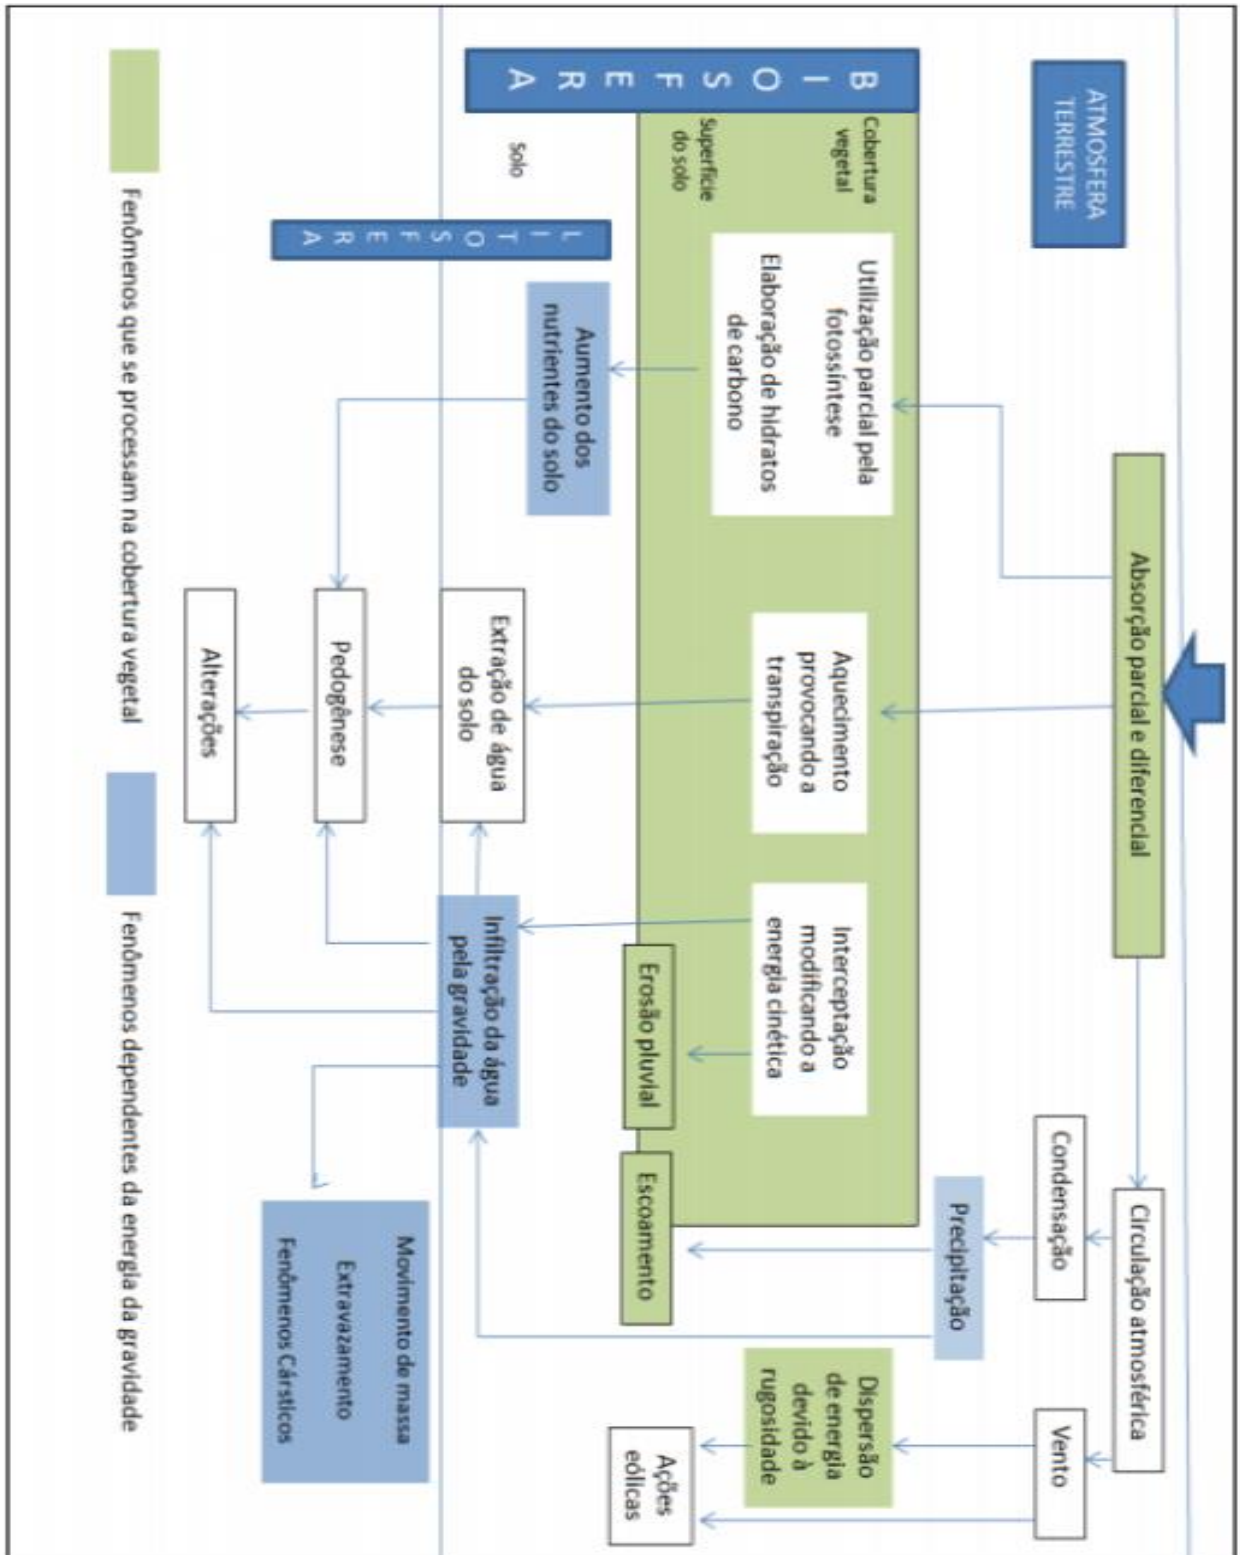 ATMOSFERA
TERRESTRE
Absorção parcial e diferencial
Circulação atmosférica
Condensação
Vento
Precipitação
BIOSFERA
Cobertura
vegetal
Superfície
do solo
Solo
Utilização parcial pela
fotossíntese
Elaboração de hidratos
de carbono
Aquecimento
provocando a
transpiração
Interceptação
modificando a
energia cinética
Dispersão
de energia
devido à
rugosidade
Erosão pluvial
Escoamento
Ações
eólicas
LITOSFERA
Aumento dos
nutrientes do solo
Extração de água
do solo
Infiltração da água
pela gravidade
Pedogênese
Alterações
Movimento de massa
Extravazamento
Fenômenos Cársticos
Fenômenos que se processam na cobertura vegetal
Fenômenos dependentes da energia da gravidade